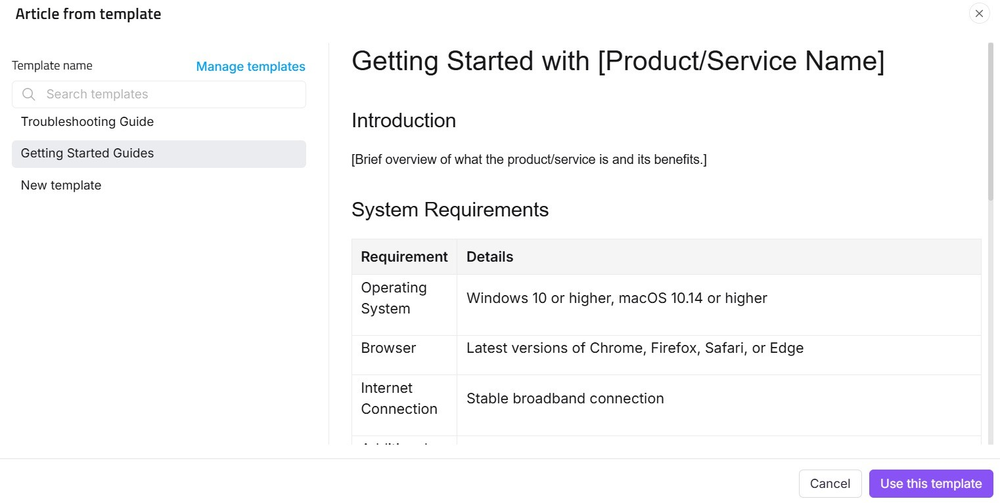 Article from template
Template name
Manage templates
Search templates
Troubleshooting Guide
Getting Started Guides
New template
Getting Started with [Product/Service Name]
Introduction
[Brief overview of what the product/service is and its benefits.]
System Requirements
Requirement
Details
Operating
System
Windows 10 or higher, macOS 10.14 or higher
Browser
Latest versions of Chrome, Firefox, Safari, or Edge
Internet
Connection
Stable broadband connection
Cancel
Use this template